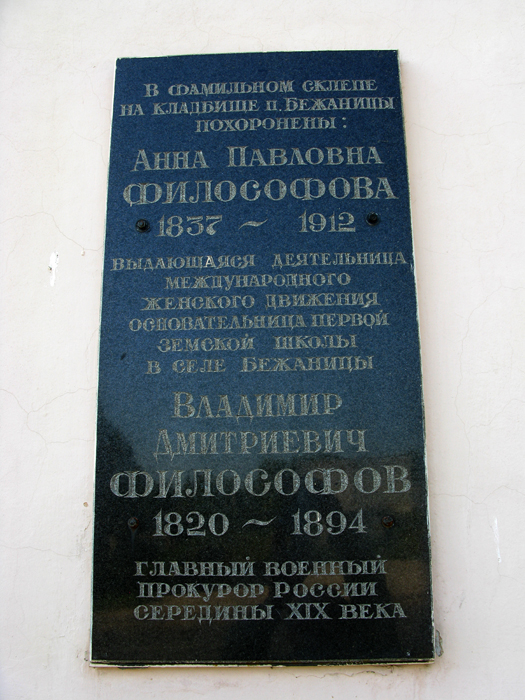 В ФАМИЛЬНОМ СКЛЕПЕ
НА КЛАДБИЩЕ П. БЕЖАНИЦЫ
ПОХОРОНЕНЫ:
АННА ПАВЛОВНА
ФИЛОСОФОВА
1837 ~ 1912
ВЫДАЮЩАЯСЯ ДЕЯТЕЛЬНИЦА
МЕЖДУНАРОДНОГО
ЖЕНСКОГО ДВИЖЕНИЯ
ОСНОВАТЕЛЬНИЦА ПЕРВОЙ
ЗЕМСКОЙ ШКОЛЫ
В СЕЛЕ БЕЖАНИЦЫ
ВЛАДИМИР
ДМИТРИЕВИЧ
ФИЛОСОФОВ
1820 ~ 1894
ГЛАВНЫЙ ВОЕННЫЙ
ПРОКУРОР РОССИИ
СЕРЕДИНЫ XIX ВЕКА